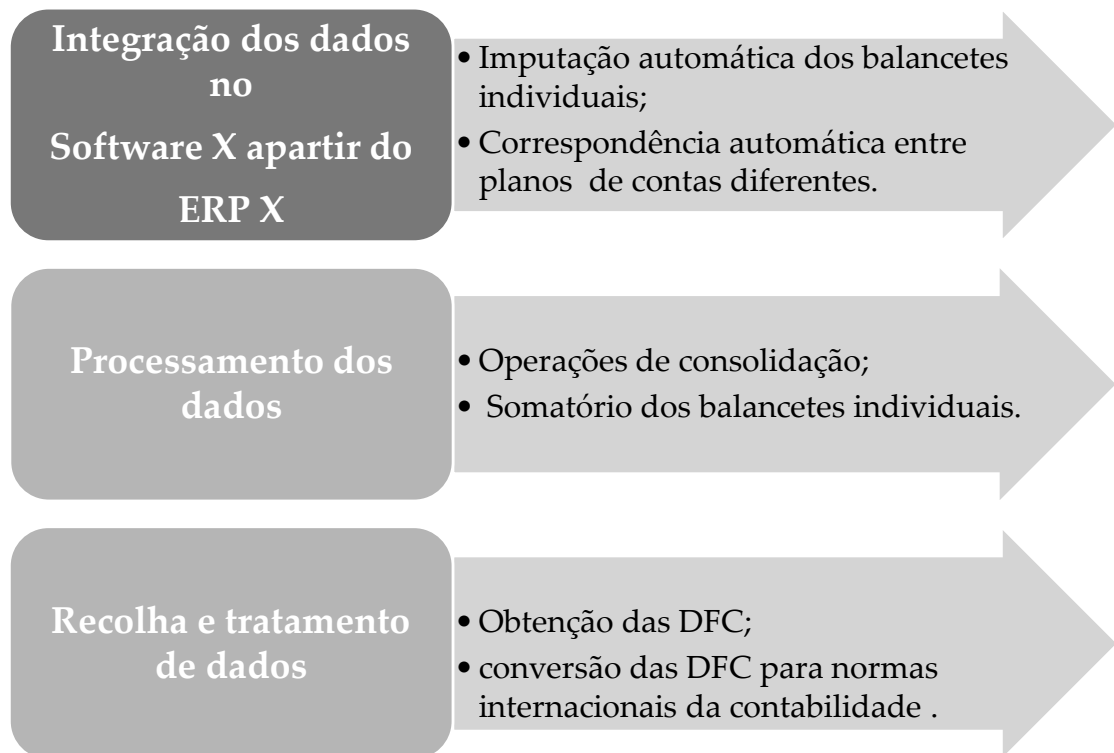 Integração dos dados
no
Software X apartir do
ERP X
• Imputação automática dos balancetes
individuais;
• Correspondência automática entre
planos de contas diferentes.
Processamento dos
dados
• Operações de consolidação;
• Somatório dos balancetes individuais.
Recolha e tratamento
de dados
• Obtenção das DFC;
• conversão das DFC para normas
internacionais da contabilidade .